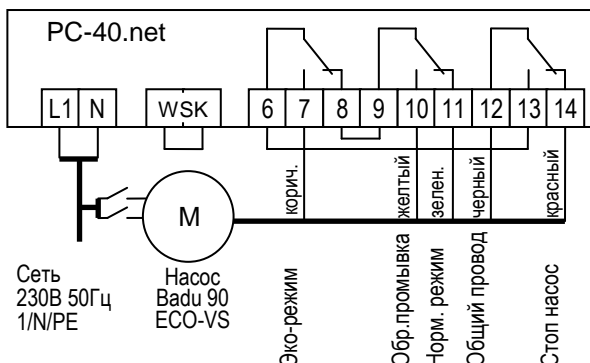 PC-40.net
L1 N WSK 6 7 8 9 10 11 12 13 14
корич.
желтый
зелен.
черный
красный
M
Сеть
230В 50Гц
1/N/PE
Насос
Badu 90
ECO-VS
Эко-режим
Обр.промывка
Норм. режим
Общий провод
Стоп насос